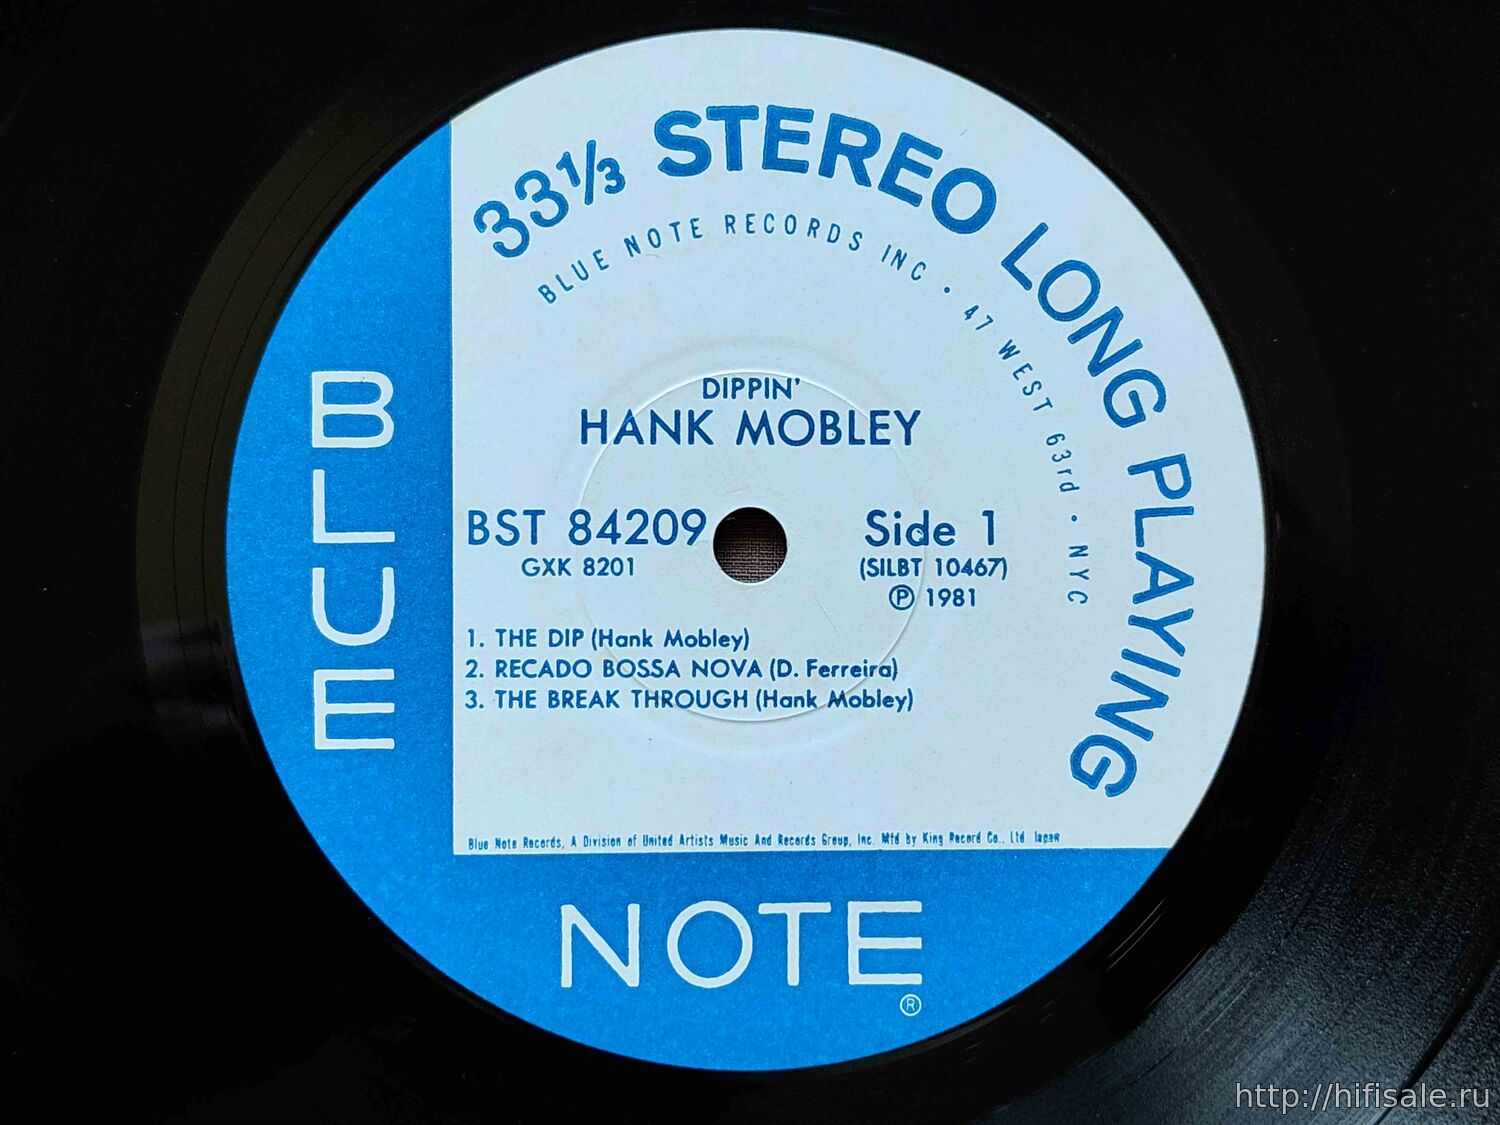 33⅓ STEREO LONG PLAYING
BLUE NOTE RECORDS INC · 47 WEST 63rd · NYC
DIPPIN'
HANK MOBLEY
BST 84209
GXK 8201
Side 1
(SILBT 10467)
℗ 1981
1. THE DIP (Hank Mobley)
2. RECADO BOSSA NOVA (D. Ferreira)
3. THE BREAK THROUGH (Hank Mobley)
Blue Note Records, A Division of United Artists Music And Records Group, Inc. Mfd by King Record Co., Ltd Japan
BLUE
NOTE
®
http://hifisale.ru